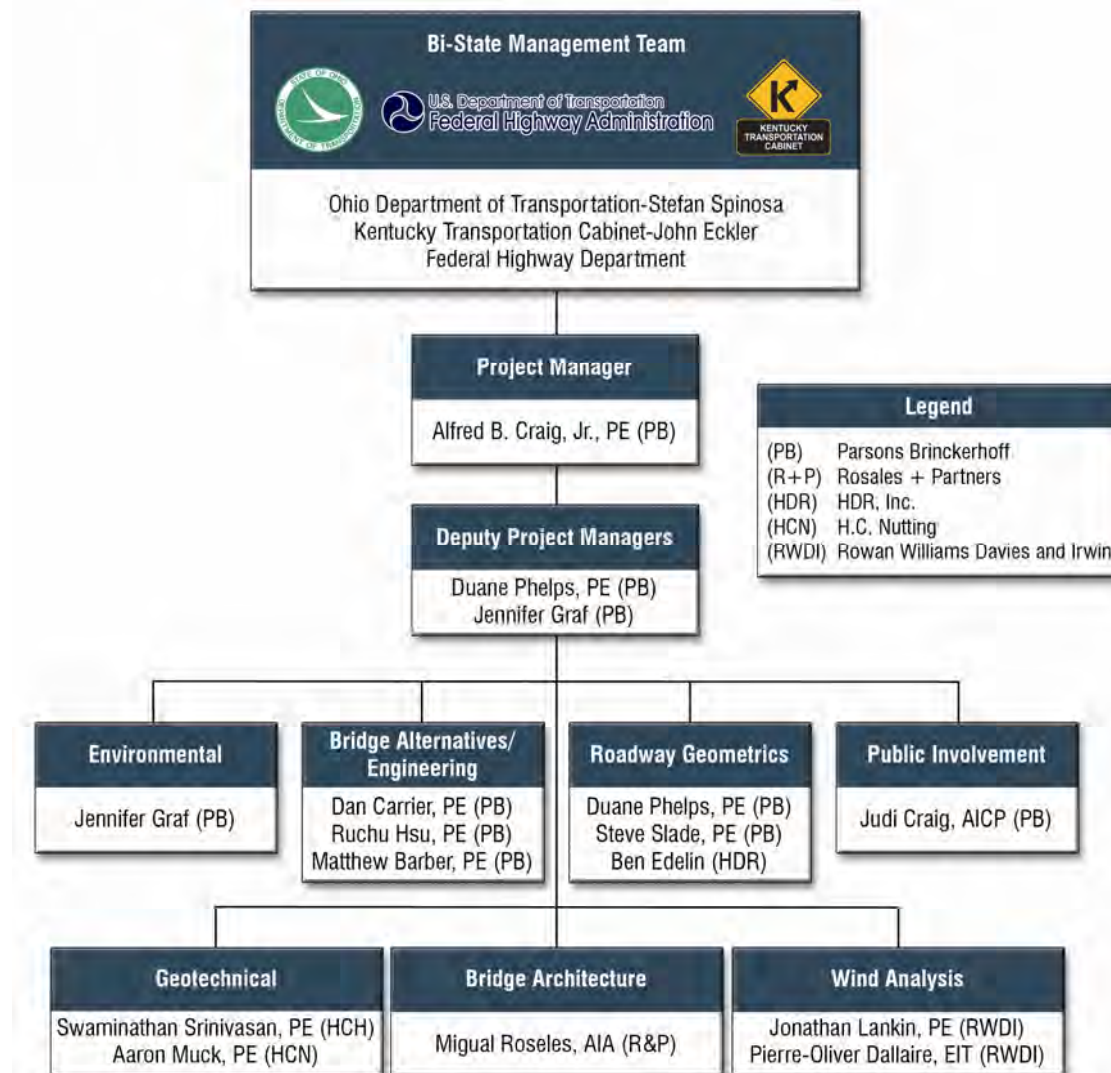 Bi-State Management Team
STATE OF OHIO
DEPARTMENT OF TRANSPORTATION
U.S. Department of Transportation
Federal Highway Administration
K
KENTUCKY
TRANSPORTATION
CABINET
Ohio Department of Transportation-Stefan Spinosa
Kentucky Transportation Cabinet-John Eckler
Federal Highway Department
Project Manager
Alfred B. Craig, Jr., PE (PB)
Legend
(PB) Parsons Brinckerhoff
(R+P) Rosales + Partners
(HDR) HDR, Inc.
(HCN) H.C. Nutting
(RWDI) Rowan Williams Davies and Irwin
Deputy Project Managers
Duane Phelps, PE (PB)
Jennifer Graf (PB)
Environmental
Jennifer Graf (PB)
Bridge Alternatives/
Engineering
Dan Carrier, PE (PB)
Ruchu Hsu, PE (PB)
Matthew Barber, PE (PB)
Roadway Geometrics
Duane Phelps, PE (PB)
Steve Slade, PE (PB)
Ben Edelin (HDR)
Public Involvement
Judi Craig, AICP (PB)
Geotechnical
Swaminathan Srinivasan, PE (HCH)
Aaron Muck, PE (HCN)
Bridge Architecture
Migual Roseles, AIA (R&P)
Wind Analysis
Jonathan Lankin, PE (RWDI)
Pierre-Oliver Dallaire, EIT (RWDI)